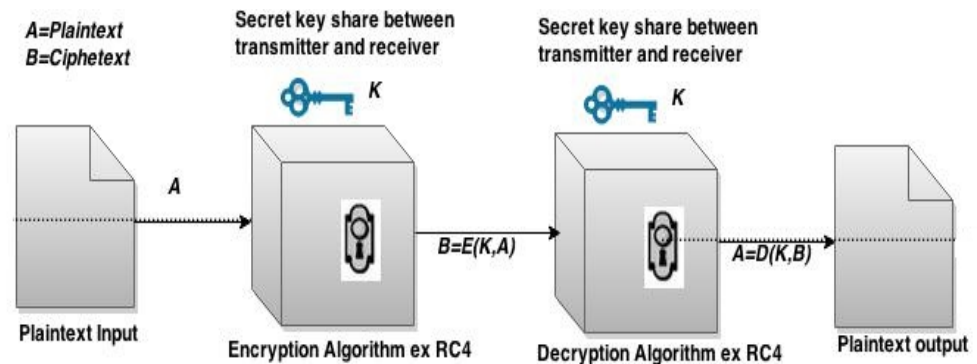 A=Plaintext
B=Ciphetext
Secret key share between
transmitter and receiver
K
Secret key share between
transmitter and receiver
K
A
B=E(K,A)
A=D(K,B)
Plaintext Input
Encryption Algorithm ex RC4
Decryption Algorithm ex RC4
Plaintext output